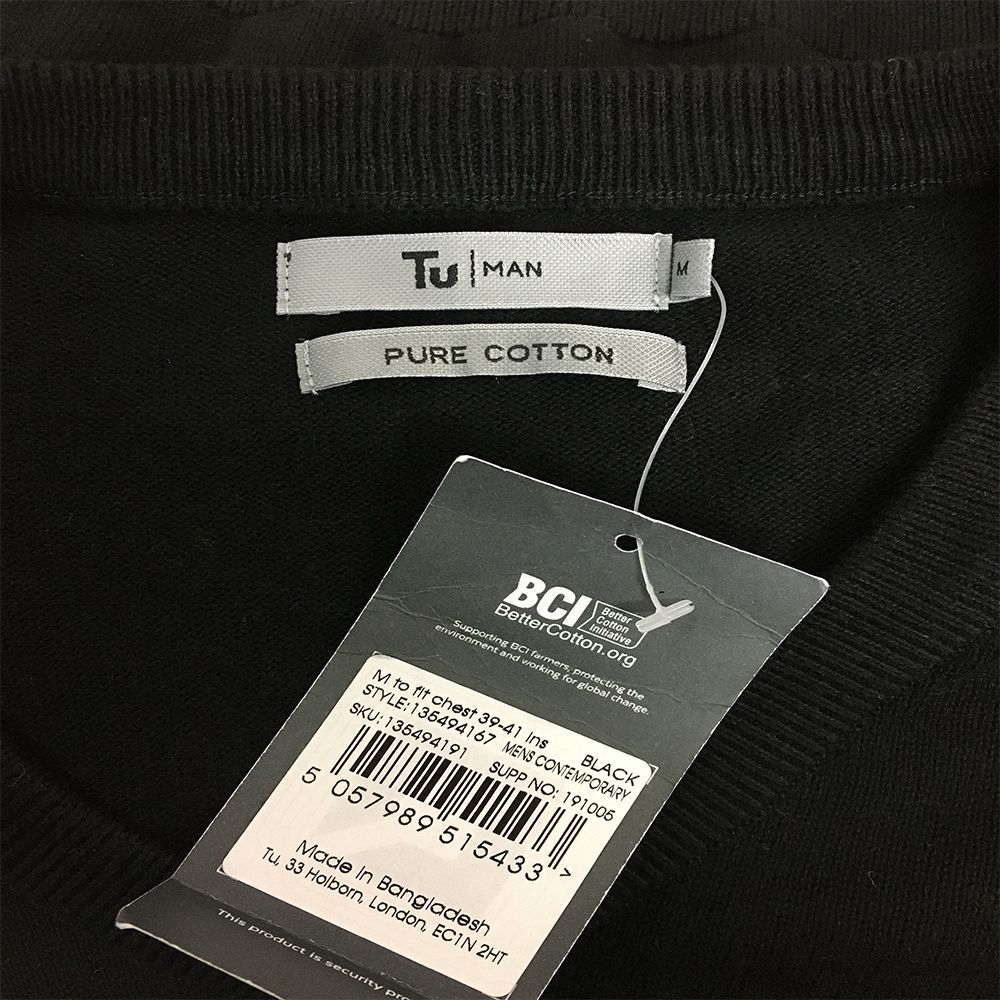 Tu | MAN
M
PURE COTTON
BCI
Better
Cotton
Initiative
BetterCotton.org
Supporting BCI farmers, protecting the
environment and working for global change.
M to fit chest 39-41 Ins
STYLE:135494167
BLACK
SKU: 135494191
MENS CONTEMPORARY
SUPP NO: 191005
5 057989 515433 >
Made In Bangladesh
Tu, 33 Holborn, London, EC1N 2HT
This product is security